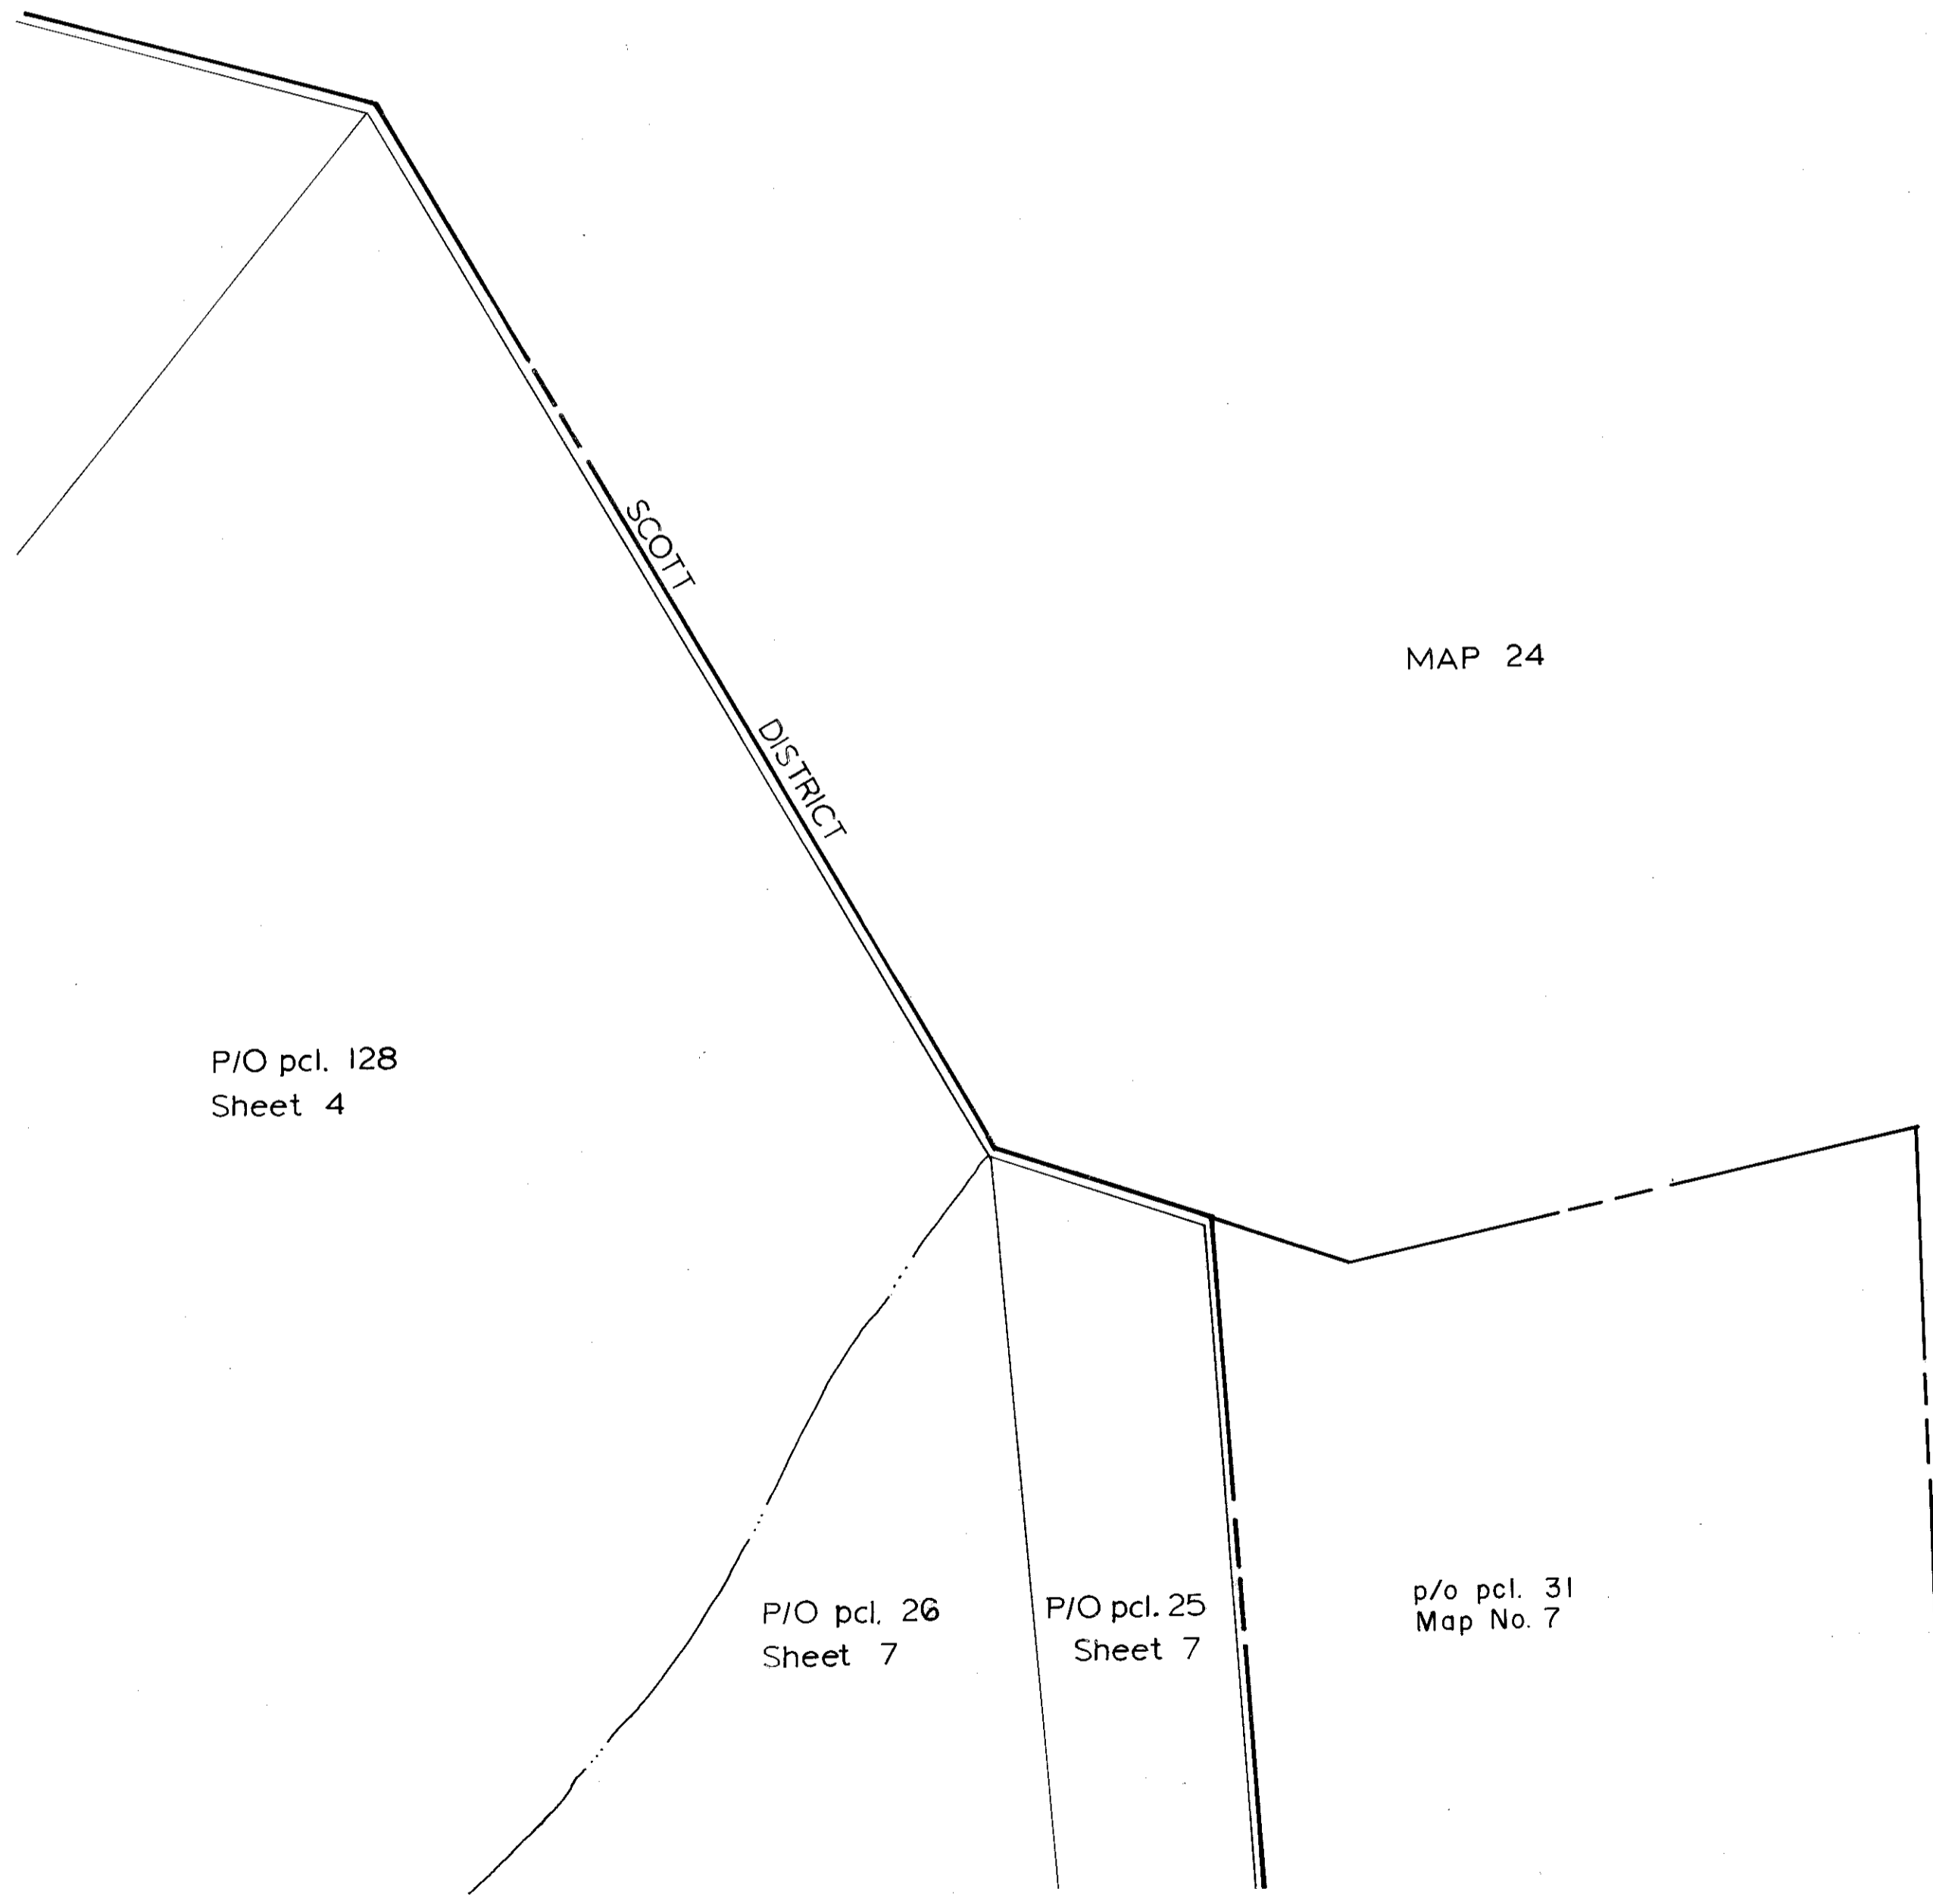 SCOTT DISTRICT
MAP 24
P/O pcl. 128
Sheet 4
P/O pcl. 26
Sheet 7
P/O pcl. 25
Sheet 7
p/o pcl. 31
Map No. 7